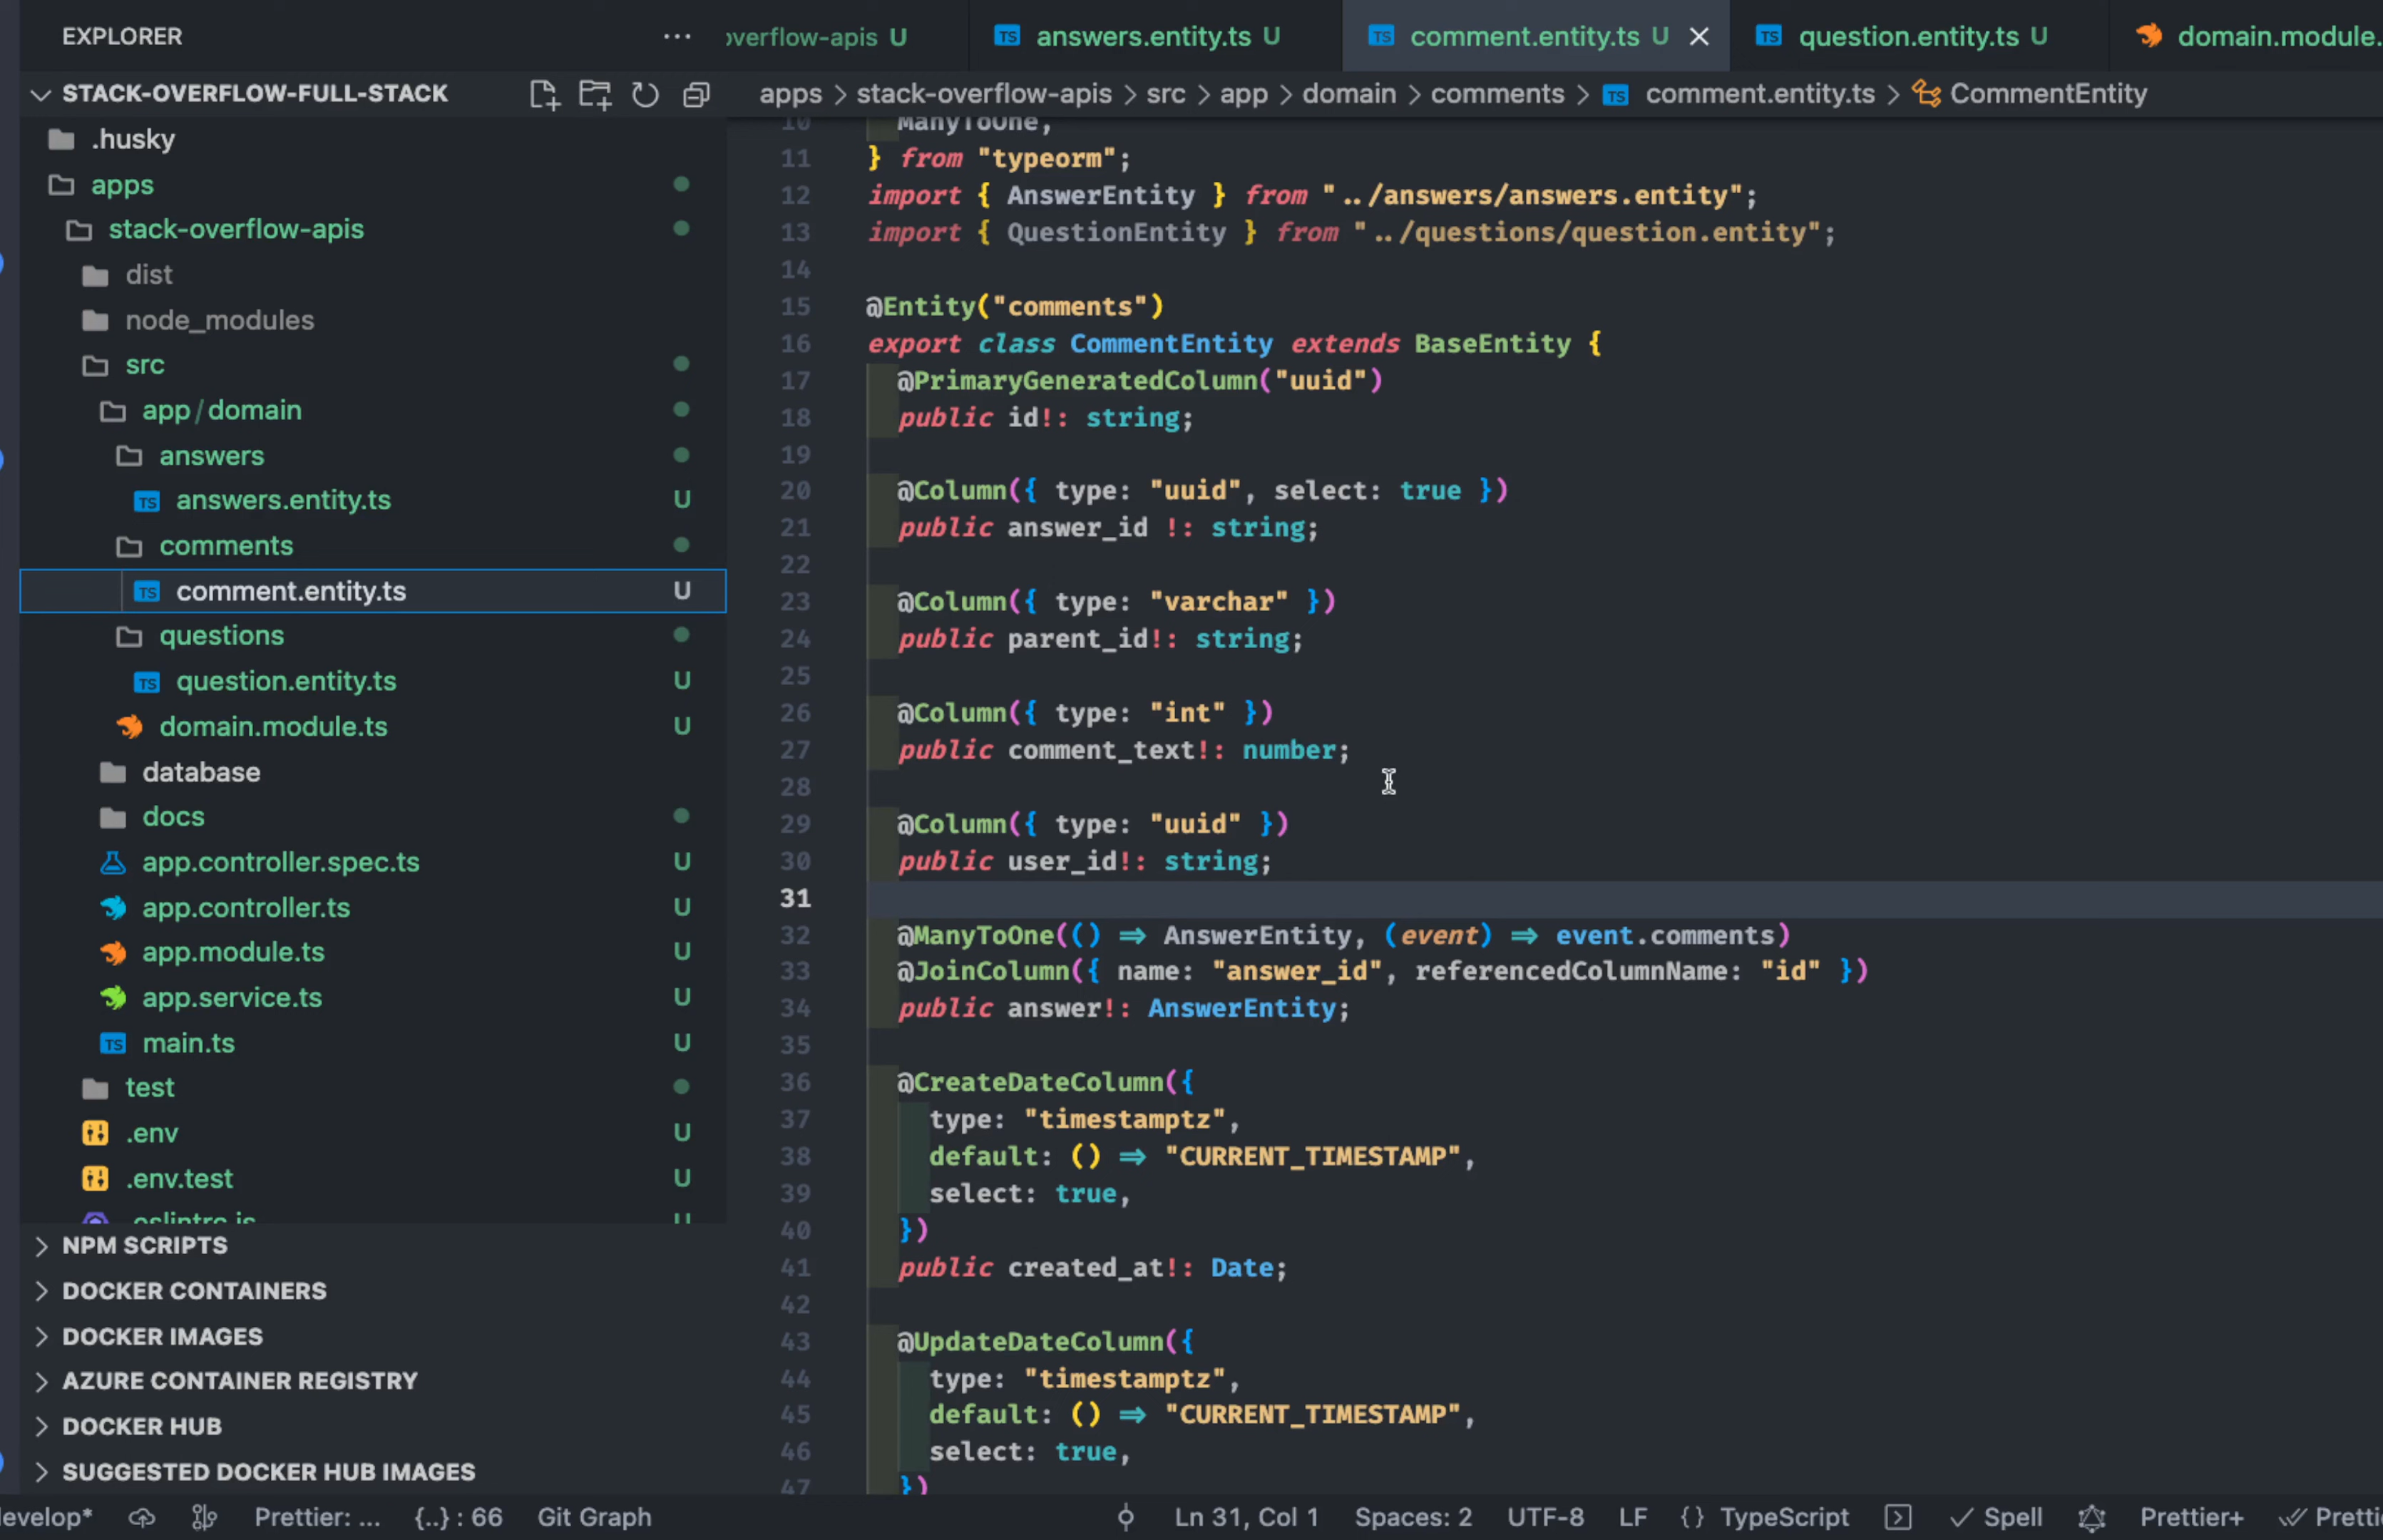 EXPLORER
STACK-OVERFLOW-FULL-STACK
.husky
apps
stack-overflow-apis
dist
node_modules
src
app/domain
answers
TS answers.entity.ts U
comments
TS comment.entity.ts U
questions
TS question.entity.ts U
domain.module.ts U
database
docs
app.controller.spec.ts U
app.controller.ts U
app.module.ts U
app.service.ts U
TS main.ts U
test
.env U
.env.test U
NPM SCRIPTS
DOCKER CONTAINERS
DOCKER IMAGES
AZURE CONTAINER REGISTRY
DOCKER HUB
SUGGESTED DOCKER HUB IMAGES
verflow-apis U
TS answers.entity.ts U
TS comment.entity.ts U
TS question.entity.ts U
domain.module.
apps > stack-overflow-apis > src > app > domain > comments > TS comment.entity.ts > CommentEntity
10 ManyToOne,
11 } from "typeorm";
12 import { AnswerEntity } from "../answers/answers.entity";
13 import { QuestionEntity } from "../questions/question.entity";
14
15 @Entity("comments")
16 export class CommentEntity extends BaseEntity {
17 @PrimaryGeneratedColumn("uuid")
18 public id!: string;
19
20 @Column({ type: "uuid", select: true })
21 public answer_id !: string;
22
23 @Column({ type: "varchar" })
24 public parent_id!: string;
25
26 @Column({ type: "int" })
27 public comment_text!: number;
28
29 @Column({ type: "uuid" })
30 public user_id!: string;
31
32 @ManyToOne(() => AnswerEntity, (event) => event.comments)
33 @JoinColumn({ name: "answer_id", referencedColumnName: "id" })
34 public answer!: AnswerEntity;
35
36 @CreateDateColumn({
37 type: "timestamptz",
38 default: () => "CURRENT_TIMESTAMP",
39 select: true,
40 })
41 public created_at!: Date;
42
43 @UpdateDateColumn({
44 type: "timestamptz",
45 default: () => "CURRENT_TIMESTAMP",
46 select: true,
47 })
evelop* Prettier: ... {..} : 66 Git Graph Ln 31, Col 1 Spaces: 2 UTF-8 LF {} TypeScript Spell Prettier+ Pretti